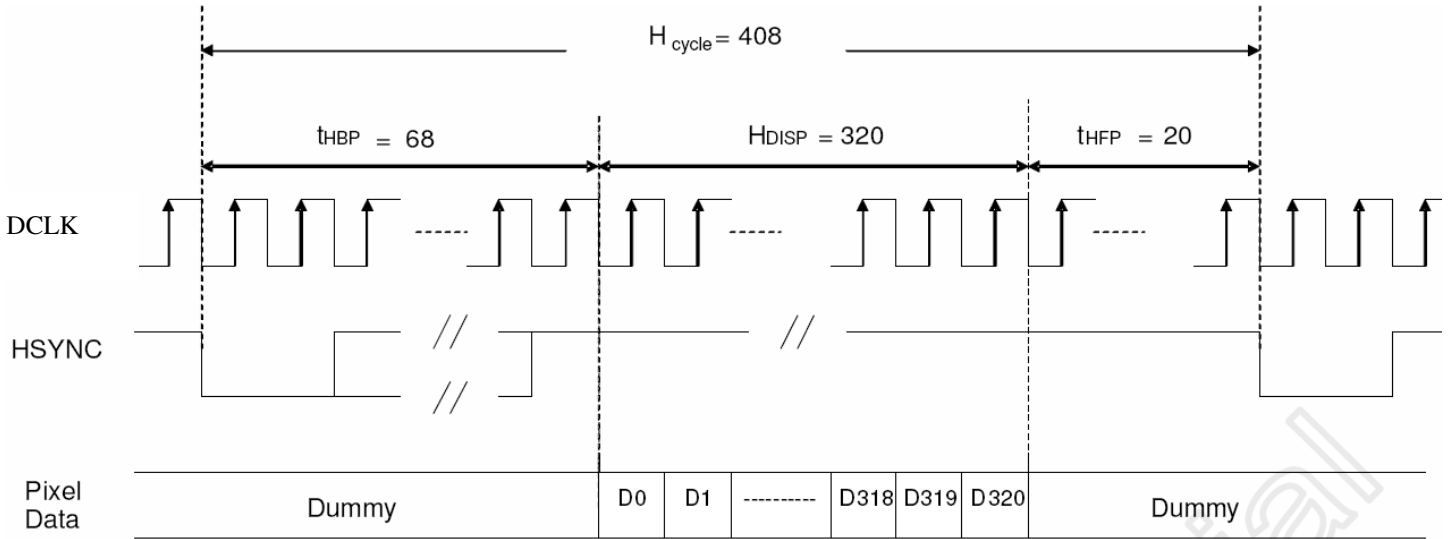 H cycle = 408
tHBP = 68
HDISP = 320
tHFP = 20
DCLK
HSYNC
Pixel Data
Dummy
D0
D1
D318
D319
D320
Dummy